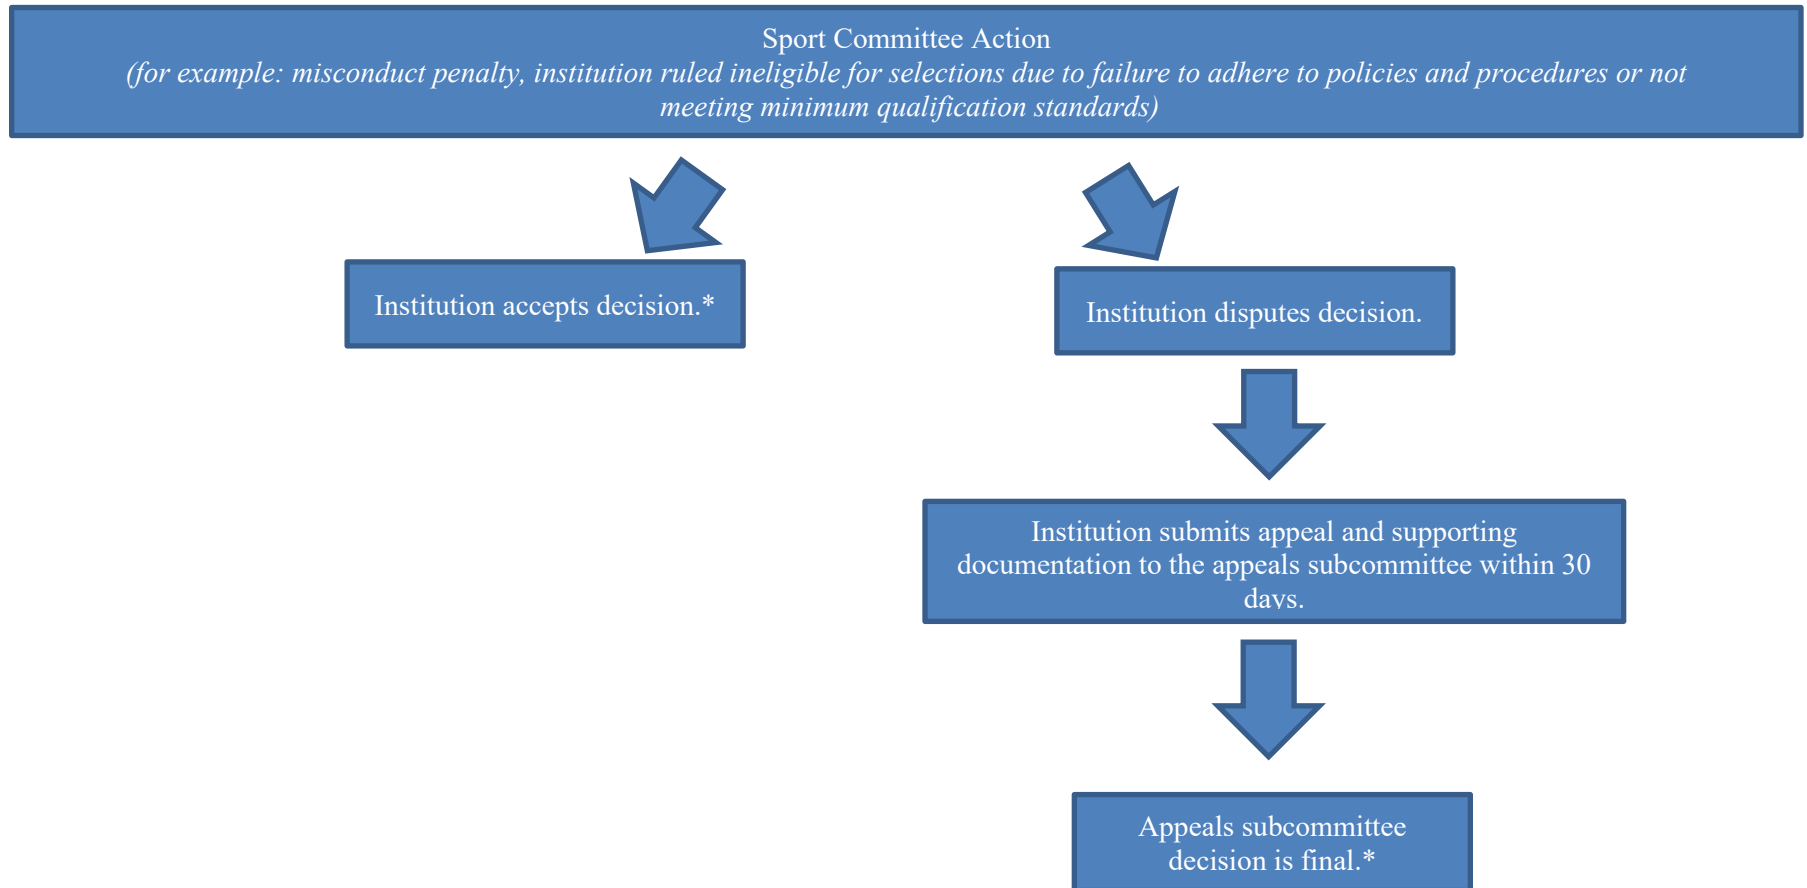 Sport Committee Action
(for example: misconduct penalty, institution ruled ineligible for selections due to failure to adhere to policies and procedures or not
meeting minimum qualification standards)
Institution accepts decision.*
Institution disputes decision.
Institution submits appeal and supporting
documentation to the appeals subcommittee within 30
days.
Appeals subcommittee
decision is final.*